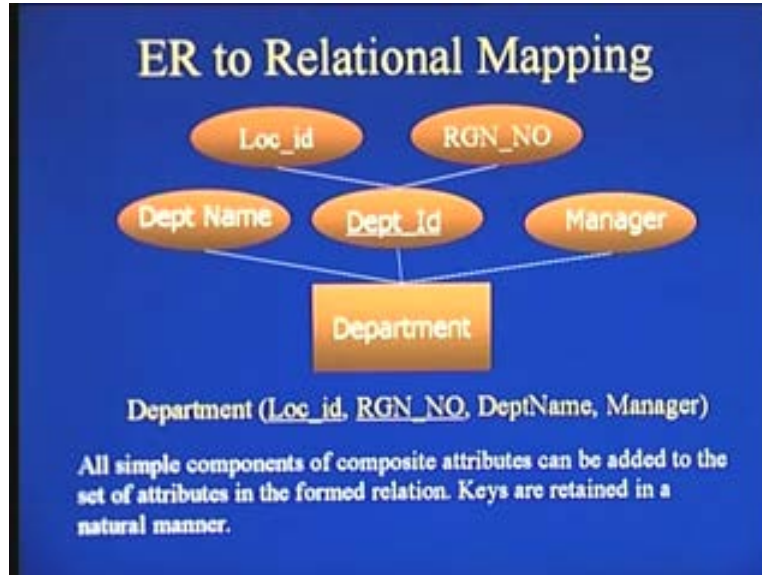 ER to Relational Mapping
Loc_id RGN_NO
Dept Name Dept_Id Manager
Department
Department (Loc_id, RGN_NO, DeptName, Manager)
All simple components of composite attributes can be added to the
set of attributes in the formed relation. Keys are retained in a
natural manner.